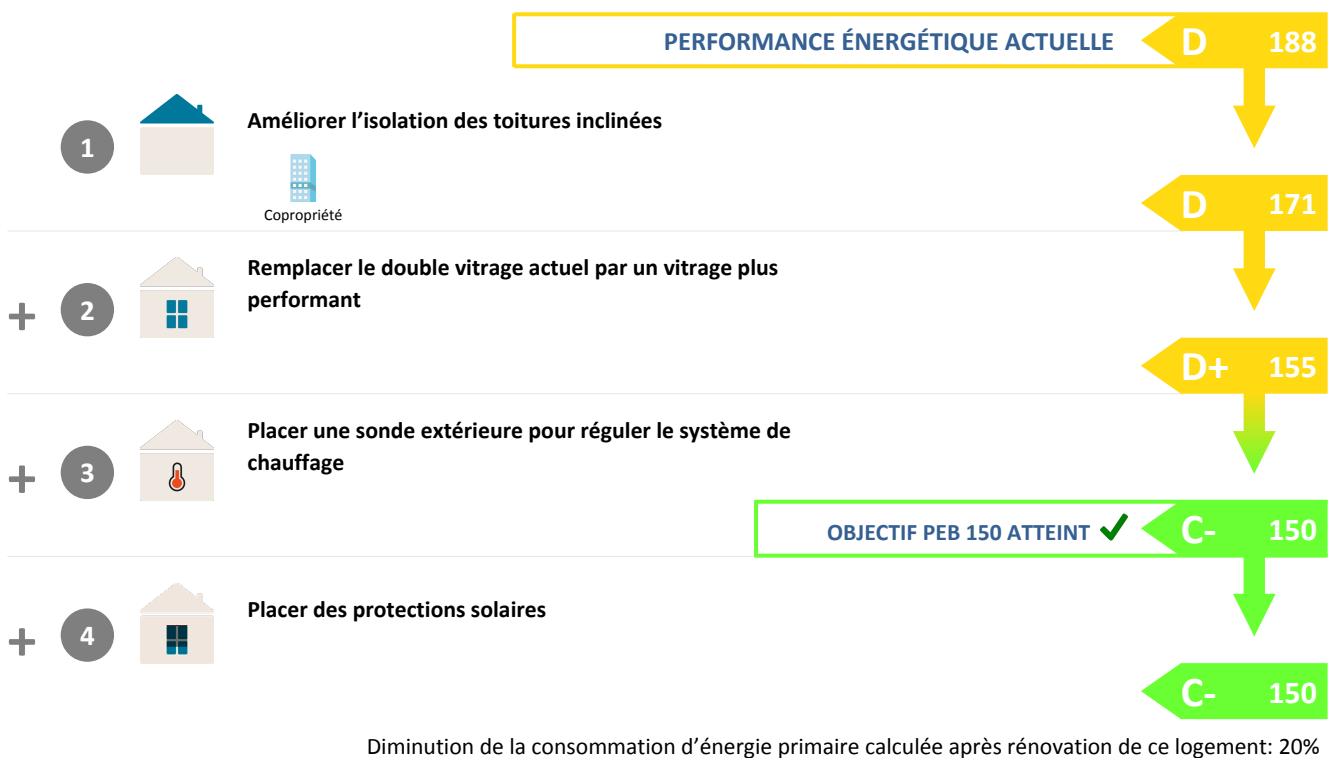 PERFORMANCE ÉNERGÉTIQUE ACTUELLE D 188
1 Améliorer l’isolation des toitures inclinées
Copropriété
D 171
+ 2 Remplacer le double vitrage actuel par un vitrage plus
performant
D+ 155
+ 3 Placer une sonde extérieure pour réguler le système de
chauffage
OBJECTIF PEB 150 ATTEINT ✔ C- 150
+ 4 Placer des protections solaires
C- 150
Diminution de la consommation d’énergie primaire calculée après rénovation de ce logement: 20%